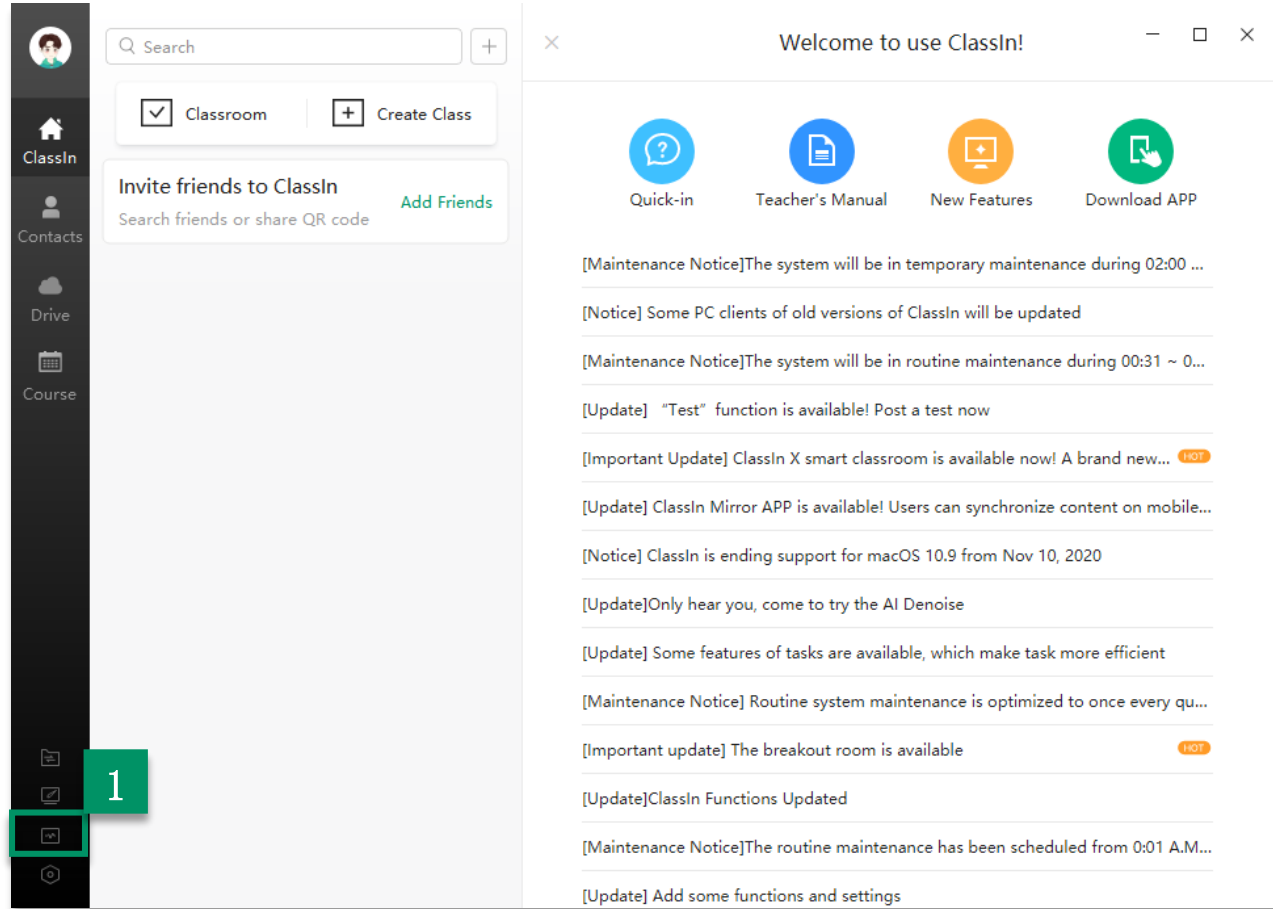 Search
Classroom
Create Class
ClassIn
Contacts
Drive
Course
Invite friends to ClassIn
Search friends or share QR code
Add Friends
1
Welcome to use ClassIn!
Quick-in
Teacher's Manual
New Features
Download APP
[Maintenance Notice]The system will be in temporary maintenance during 02:00 ...
[Notice] Some PC clients of old versions of ClassIn will be updated
[Maintenance Notice]The system will be in routine maintenance during 00:31 ~ 0...
[Update] “Test” function is available! Post a test now
[Important Update] ClassIn X smart classroom is available now! A brand new... HOT
[Update] ClassIn Mirror APP is available! Users can synchronize content on mobile...
[Notice] ClassIn is ending support for macOS 10.9 from Nov 10, 2020
[Update]Only hear you, come to try the AI Denoise
[Update] Some features of tasks are available, which make task more efficient
[Maintenance Notice] Routine system maintenance is optimized to once every qu...
[Important update] The breakout room is available HOT
[Update]ClassIn Functions Updated
[Maintenance Notice]The routine maintenance has been scheduled from 0:01 A.M...
[Update] Add some functions and settings